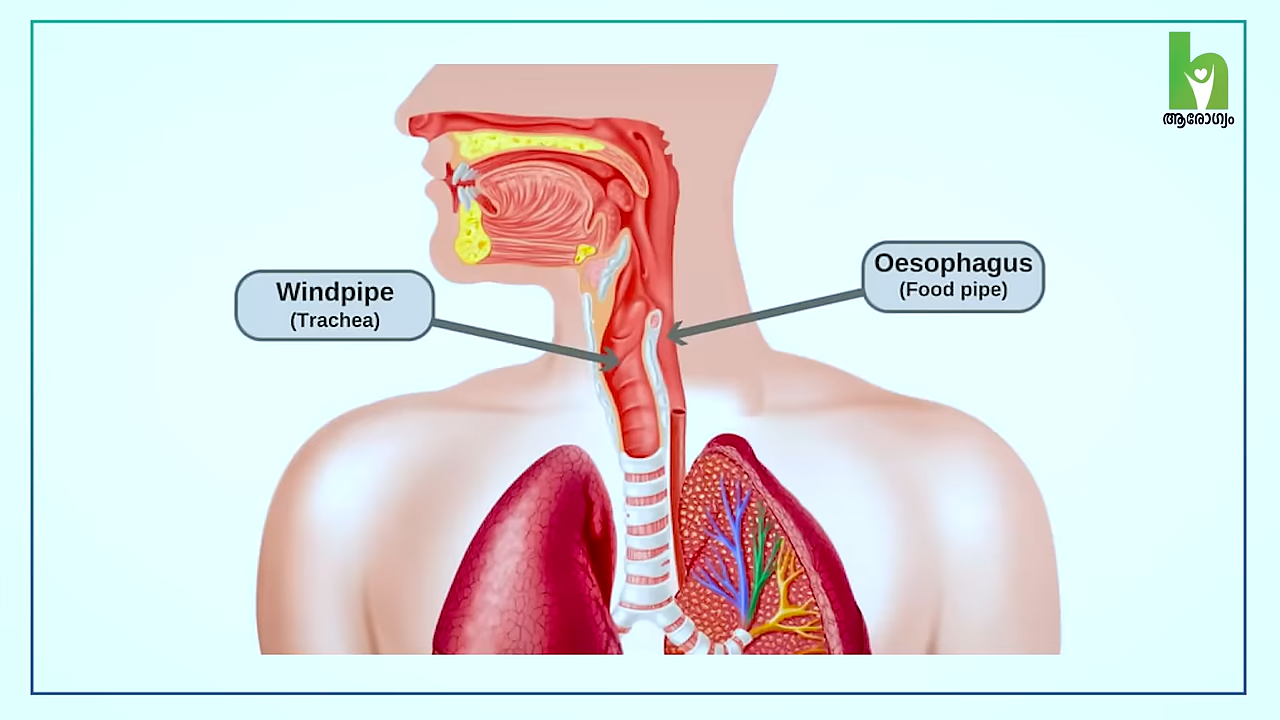 ആരോഗ്യം
Oesophagus
(Food pipe)
Windpipe
(Trachea)